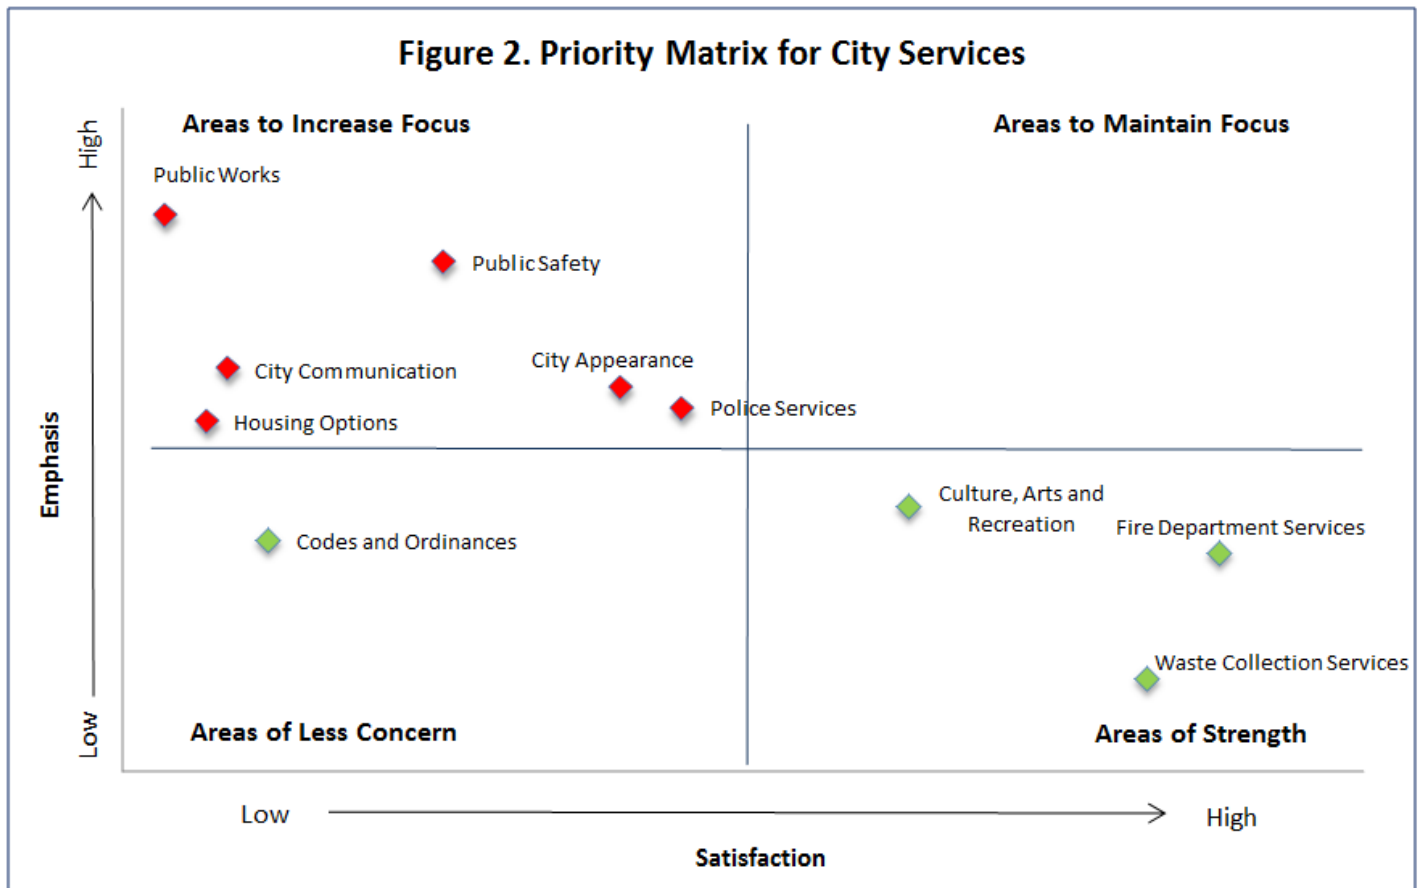 Figure 2. Priority Matrix for City Services
Areas to Increase Focus
Areas to Maintain Focus
High
Public Works
Public Safety
City Communication
City Appearance
Police Services
Housing Options
Emphasis
Culture, Arts and
Recreation
Fire Department Services
Codes and Ordinances
Waste Collection Services
Low
Areas of Less Concern
Areas of Strength
Low
High
Satisfaction